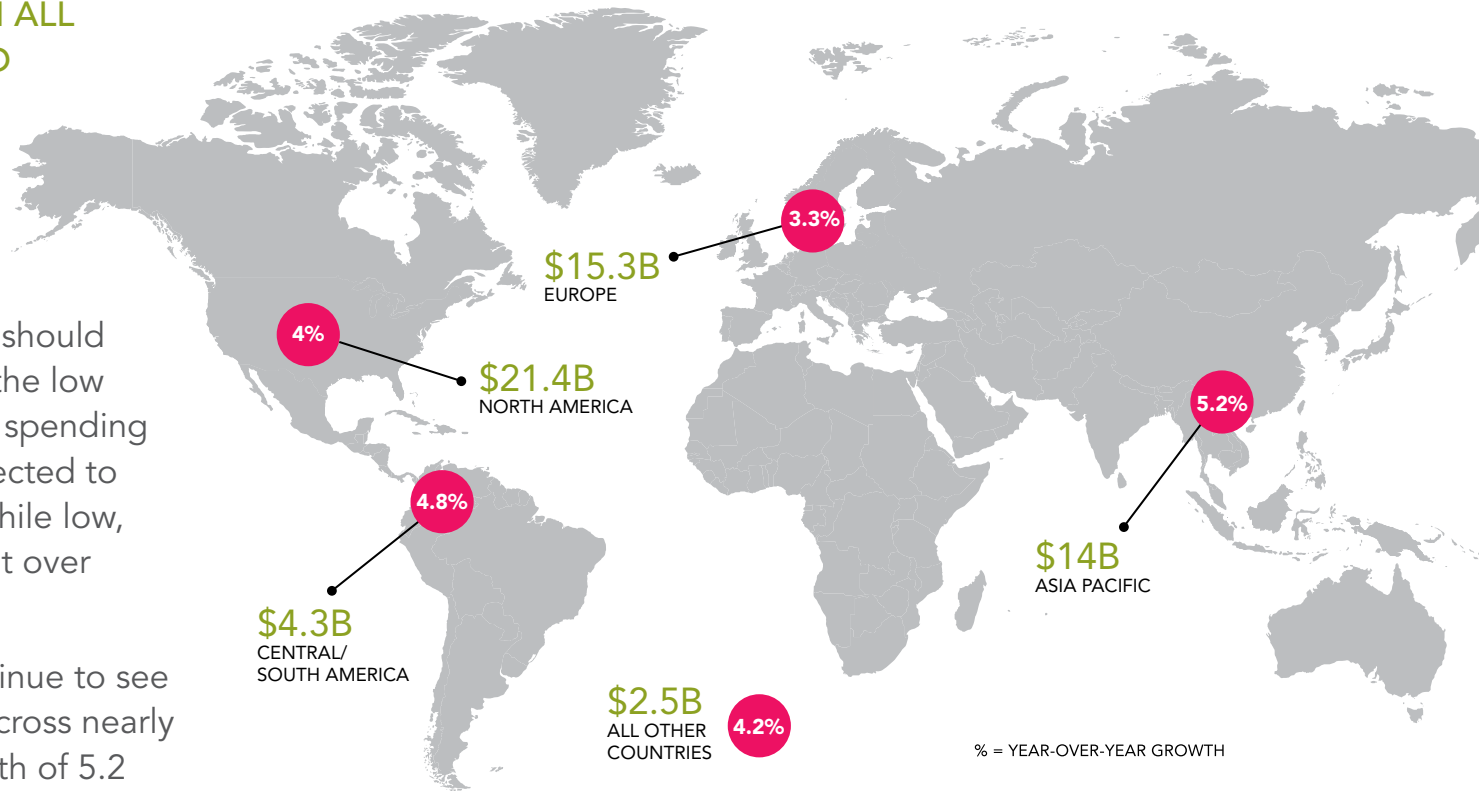 ALL
should
the low
spending
to
hile low,
t over
inue to see
cross nearly
th of 5.2
3.3%
$15.3B
EUROPE
4%
$21.4B
NORTH AMERICA
5.2%
$14B
ASIA PACIFIC
4.8%
$4.3B
CENTRAL/
SOUTH AMERICA
$2.5B
ALL OTHER
COUNTRIES
4.2%
% = YEAR-OVER-YEAR GROWTH